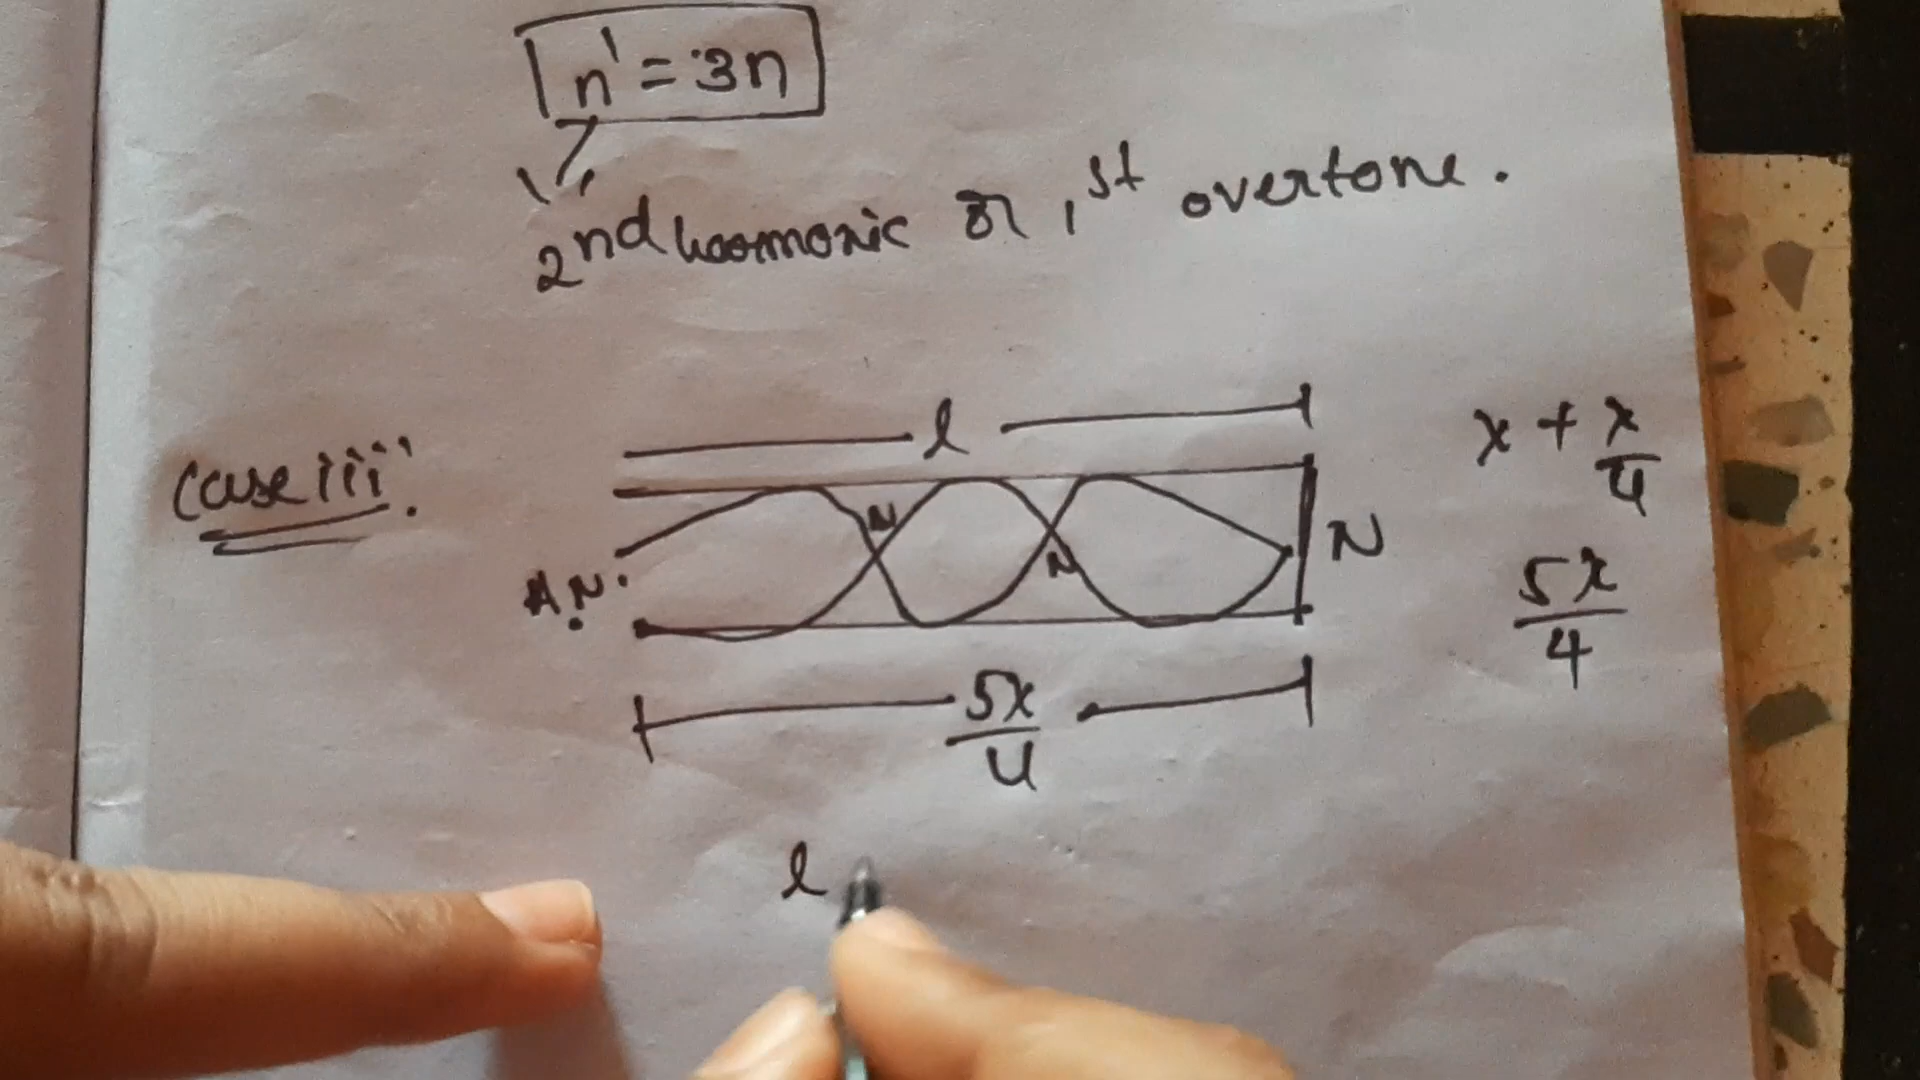 n' = 3n
2nd harmonic or 1st overtone.
case iii.
l
x + x/4
N
N
N
A.N.
5x/4
5x/4
l